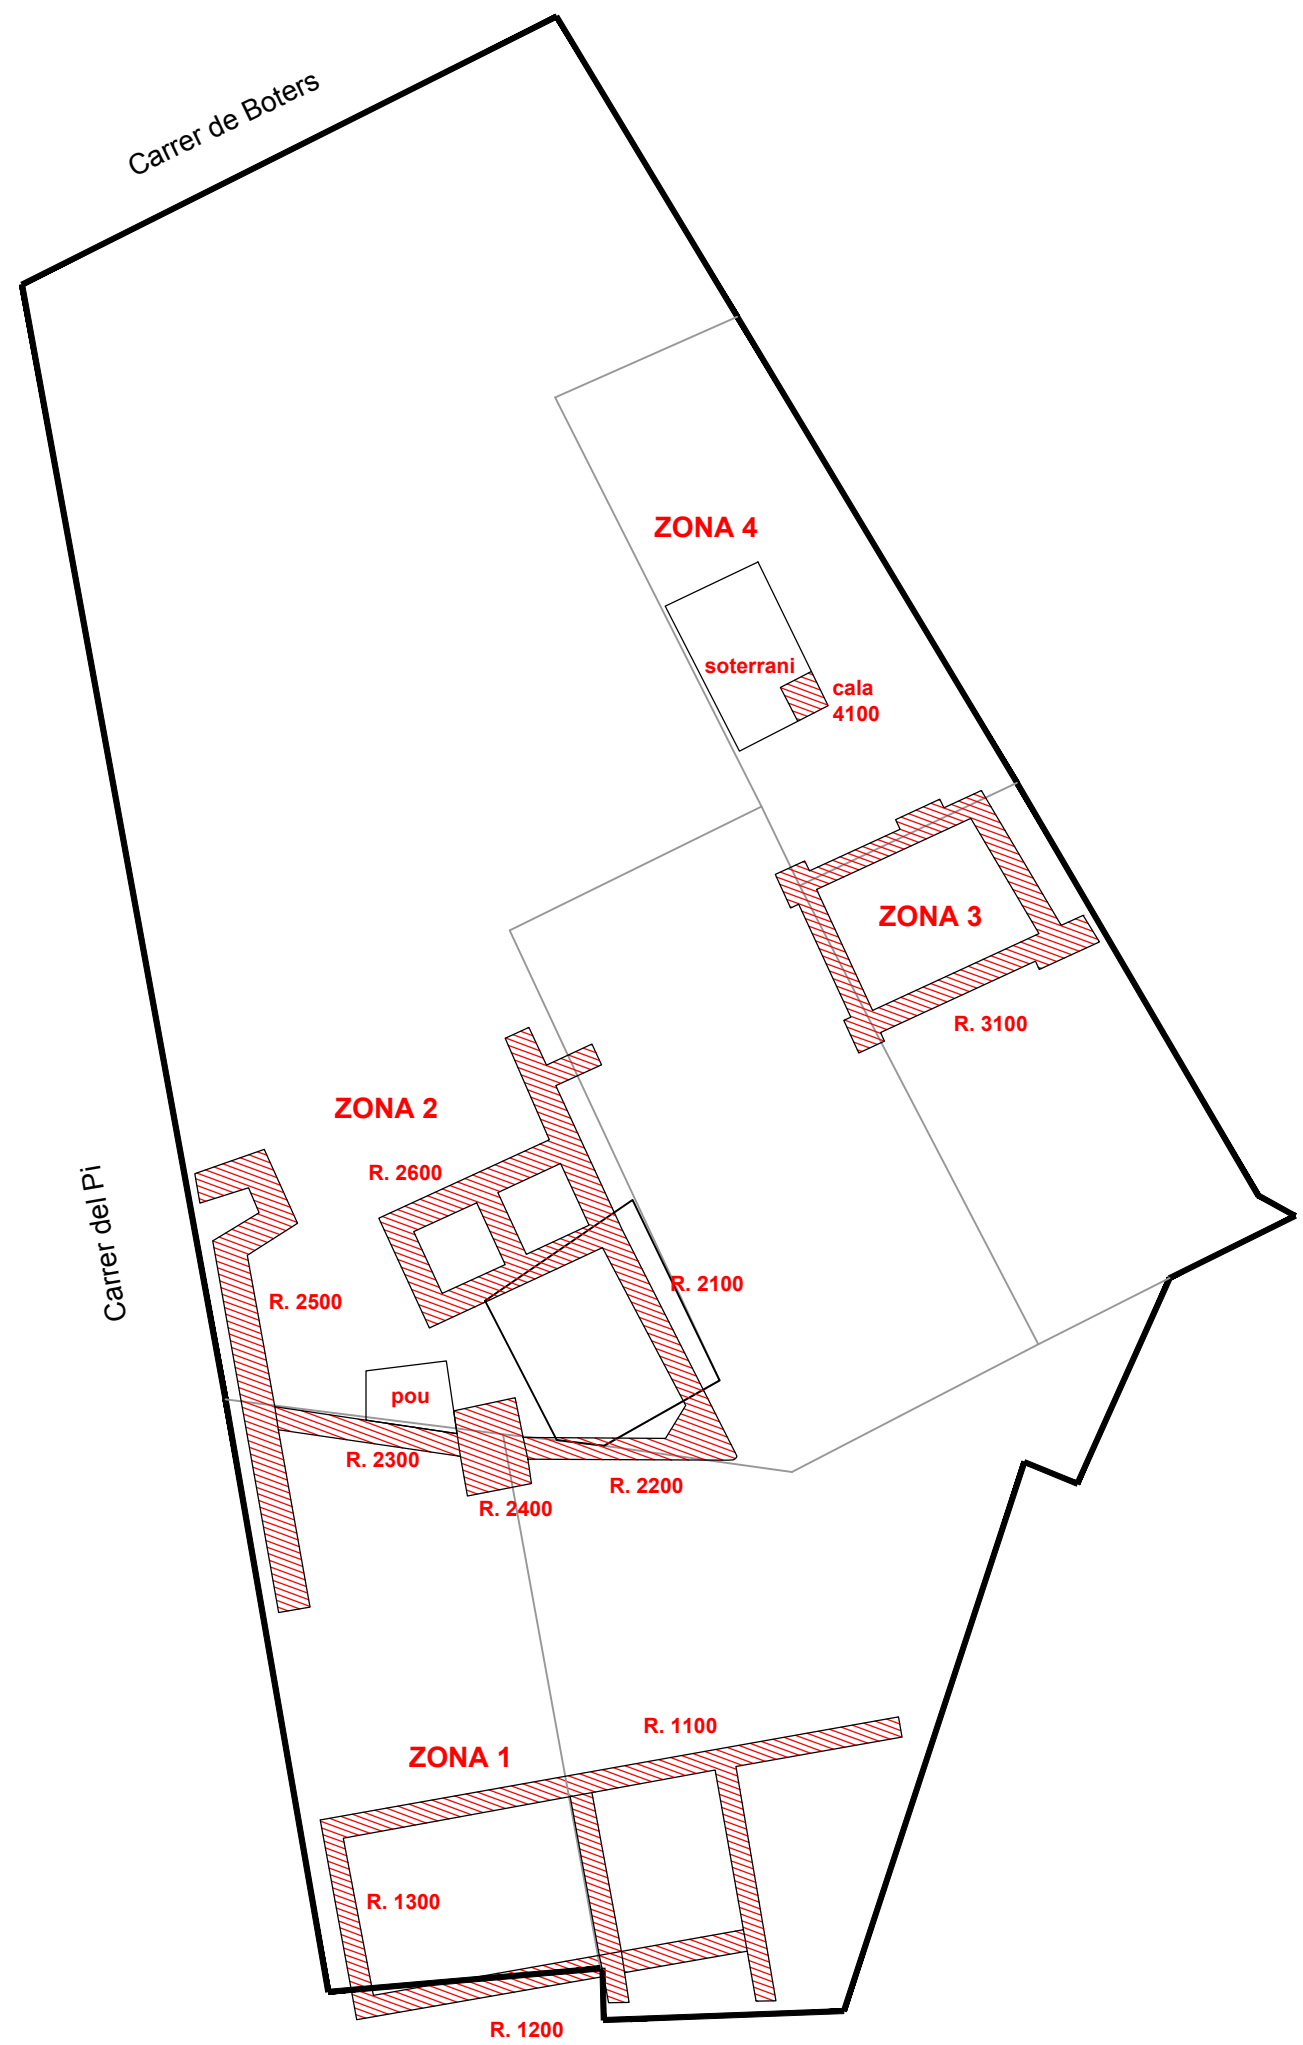 Carrer de Boters
ZONA 4
soterrani
cala
4100
ZONA 3
R. 3100
ZONA 2
R. 2600
Carrer del Pi
R. 2100
R. 2500
pou
R. 2300
R. 2200
R. 2400
R. 1100
ZONA 1
R. 1300
R. 1200